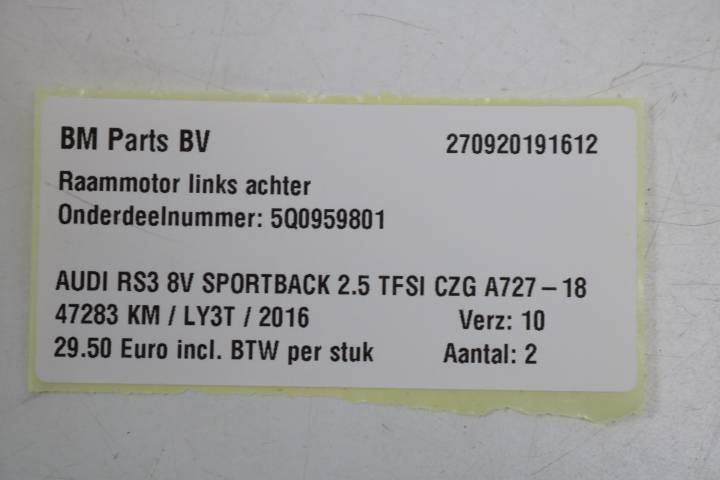 BM Parts BV 270920191612
Raammotor links achter
Onderdeelnummer: 5Q0959801
AUDI RS3 8V SPORTBACK 2.5 TFSI CZG A727-18
47283 KM / LY3T / 2016 Verz: 10
29.50 Euro incl. BTW per stuk Aantal: 2